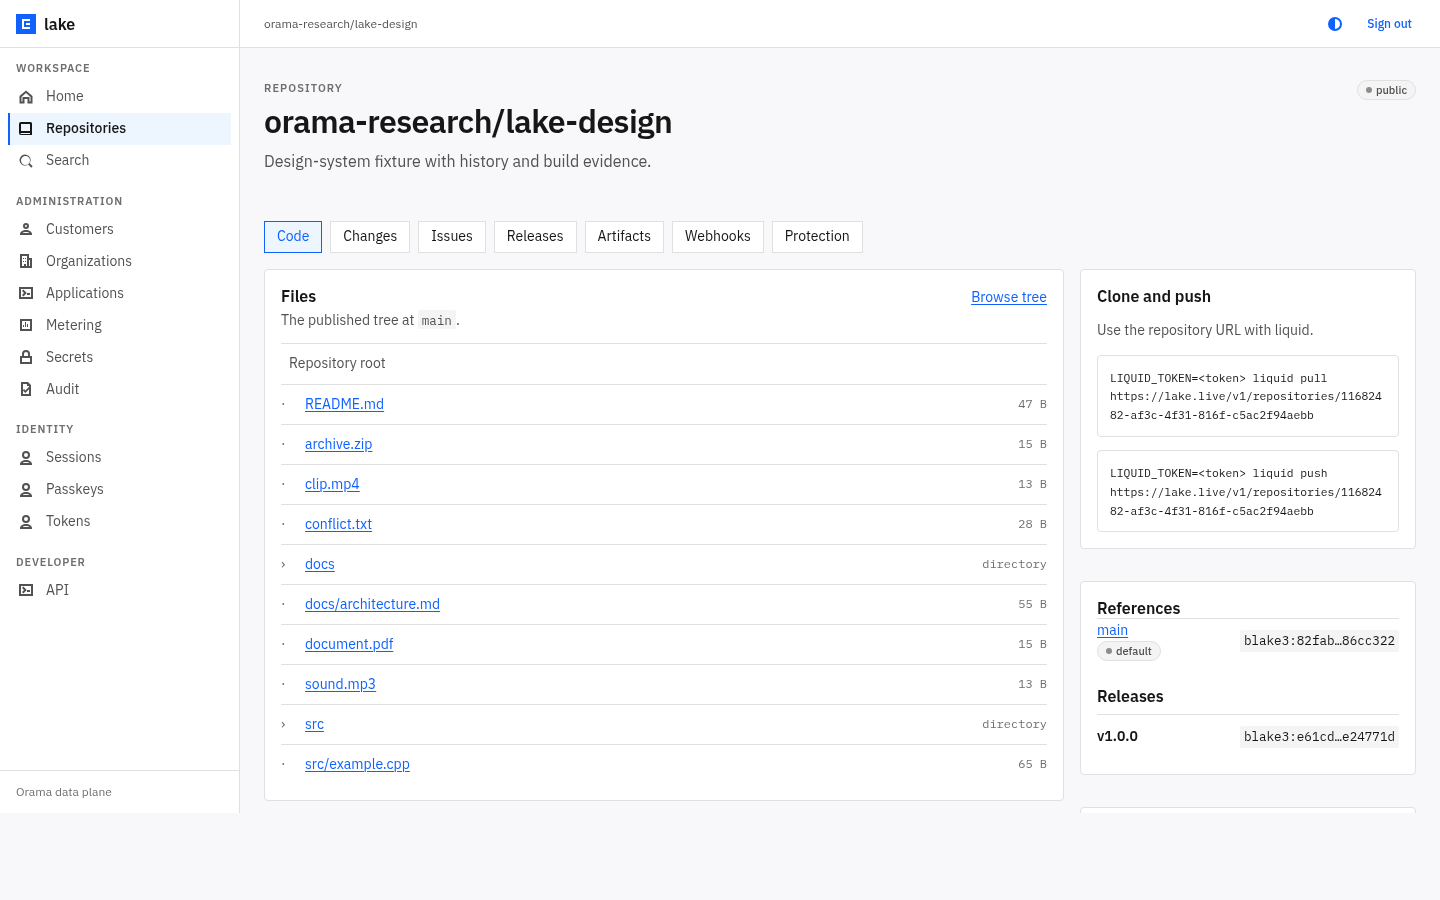 lake
orama-research/lake-design
Sign out
WORKSPACE
Home
Repositories
Search
ADMINISTRATION
Customers
Organizations
Applications
Metering
Secrets
Audit
IDENTITY
Sessions
Passkeys
Tokens
DEVELOPER
API
Orama data plane
REPOSITORY
public
orama-research/lake-design
Design-system fixture with history and build evidence.
Code Changes Issues Releases Artifacts Webhooks Protection
Files
Browse tree
The published tree at main.
Repository root
· README.md 47 B
· archive.zip 15 B
· clip.mp4 13 B
· conflict.txt 28 B
› docs directory
· docs/architecture.md 55 B
· document.pdf 15 B
· sound.mp3 13 B
› src directory
· src/example.cpp 65 B
Clone and push
Use the repository URL with liquid.
LIQUID_TOKEN=<token> liquid pull
https://lake.live/v1/repositories/116824
82-af3c-4f31-816f-c5ac2f94aebb
LIQUID_TOKEN=<token> liquid push
https://lake.live/v1/repositories/116824
82-af3c-4f31-816f-c5ac2f94aebb
References
main
default
blake3:82fab…86cc322
Releases
v1.0.0 blake3:e61cd…e24771d